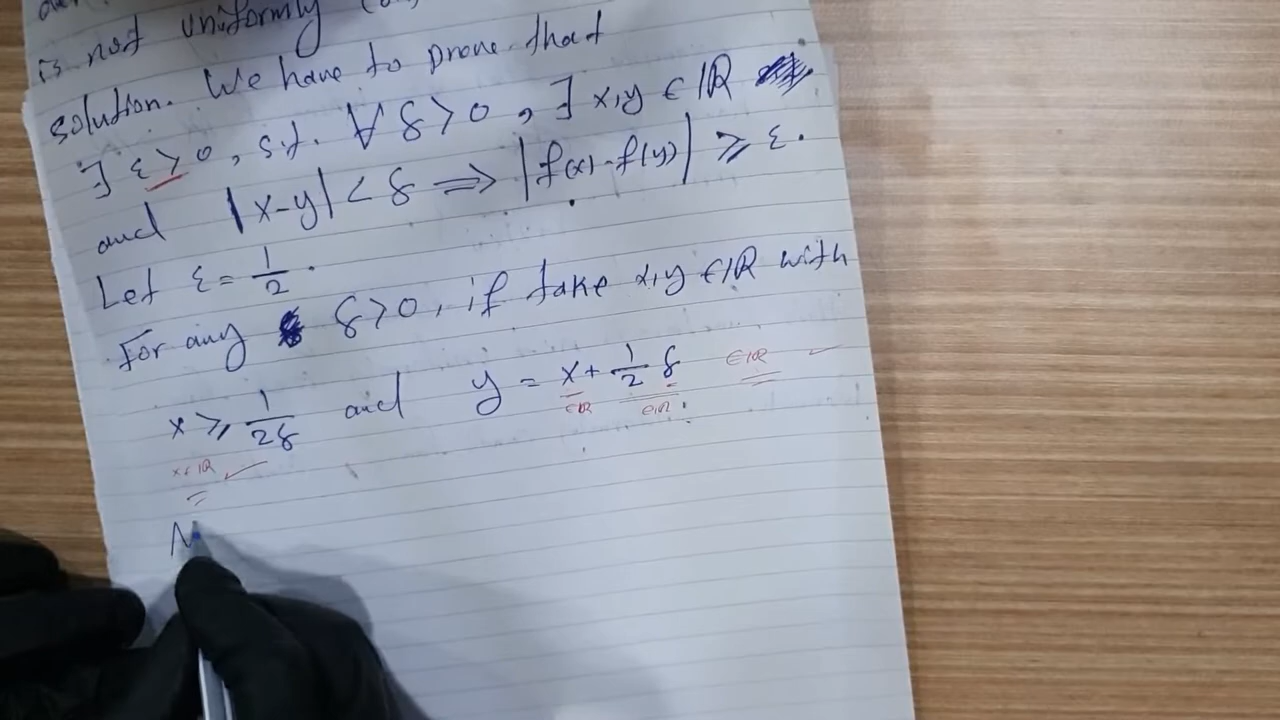 is not uniformly
solution. We have to prove that
∃ ε>0, s.t. ∀ δ>0, ∃ x,y ∈ ℝ
and |x-y| < δ ⟹ |f(x)-f(y)| ⩾ ε.
Let ε = 1/2.
For any δ>0, if take x,y ∈ ℝ with
x ⩾ 1/2δ and y = x + 1/2 δ ∈ℝ ✓
∈ℝ ∈ℝ.
x∈ℝ ✓
N